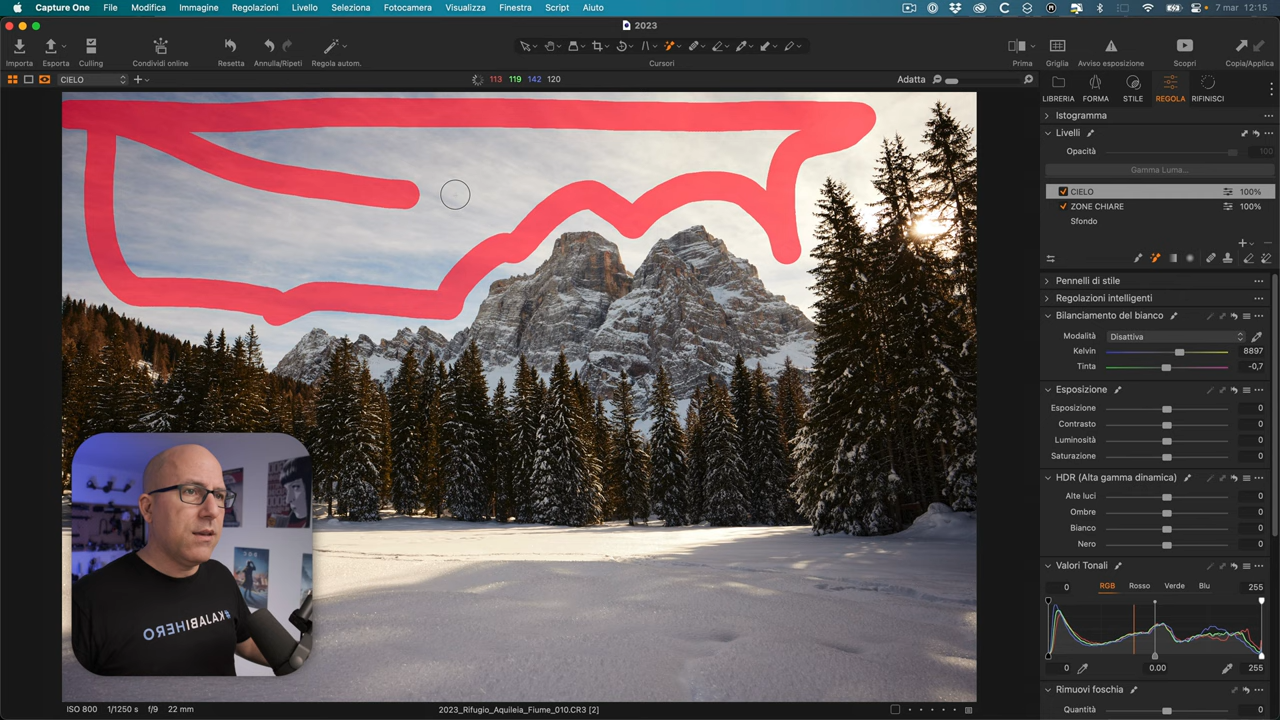 Capture One File Modifica Immagine Regolazioni Livello Seleziona Fotocamera Visualizza Finestra Script Aiuto 7 mar 12:15
2023
Importa Esporta Culling Condividi online Resetta Annulla/Ripeti Regola autom. Cursori Prima Griglia Avviso esposizione Scopri Copia/Applica
CIELO 113 119 142 120 Adatta
LIBRERIA FORMA STILE REGOLA RIFINISCI
Istogramma
Livelli
Opacità 100
Gamma Luma...
CIELO 100%
ZONE CHIARE 100%
Sfondo
Pennelli di stile
Regolazioni intelligenti
Bilanciamento del bianco
Modalità Disattiva
Kelvin 8897
Tinta -0,7
Esposizione
Esposizione 0
Contrasto 0
Luminosità 0
Saturazione 0
HDR (Alta gamma dinamica)
Alte luci 0
Ombre 0
Bianco 0
Nero 0
Valori Tonali
0 RGB Rosso Verde Blu 255
0 0.00 255
Rimuovi foschia
Quantità 0
#KAJABIHERO
ISO 800 1/1250 s f/9 22 mm 2023_Rifugio_Aquileia_Fiume_010.CR3 [2]